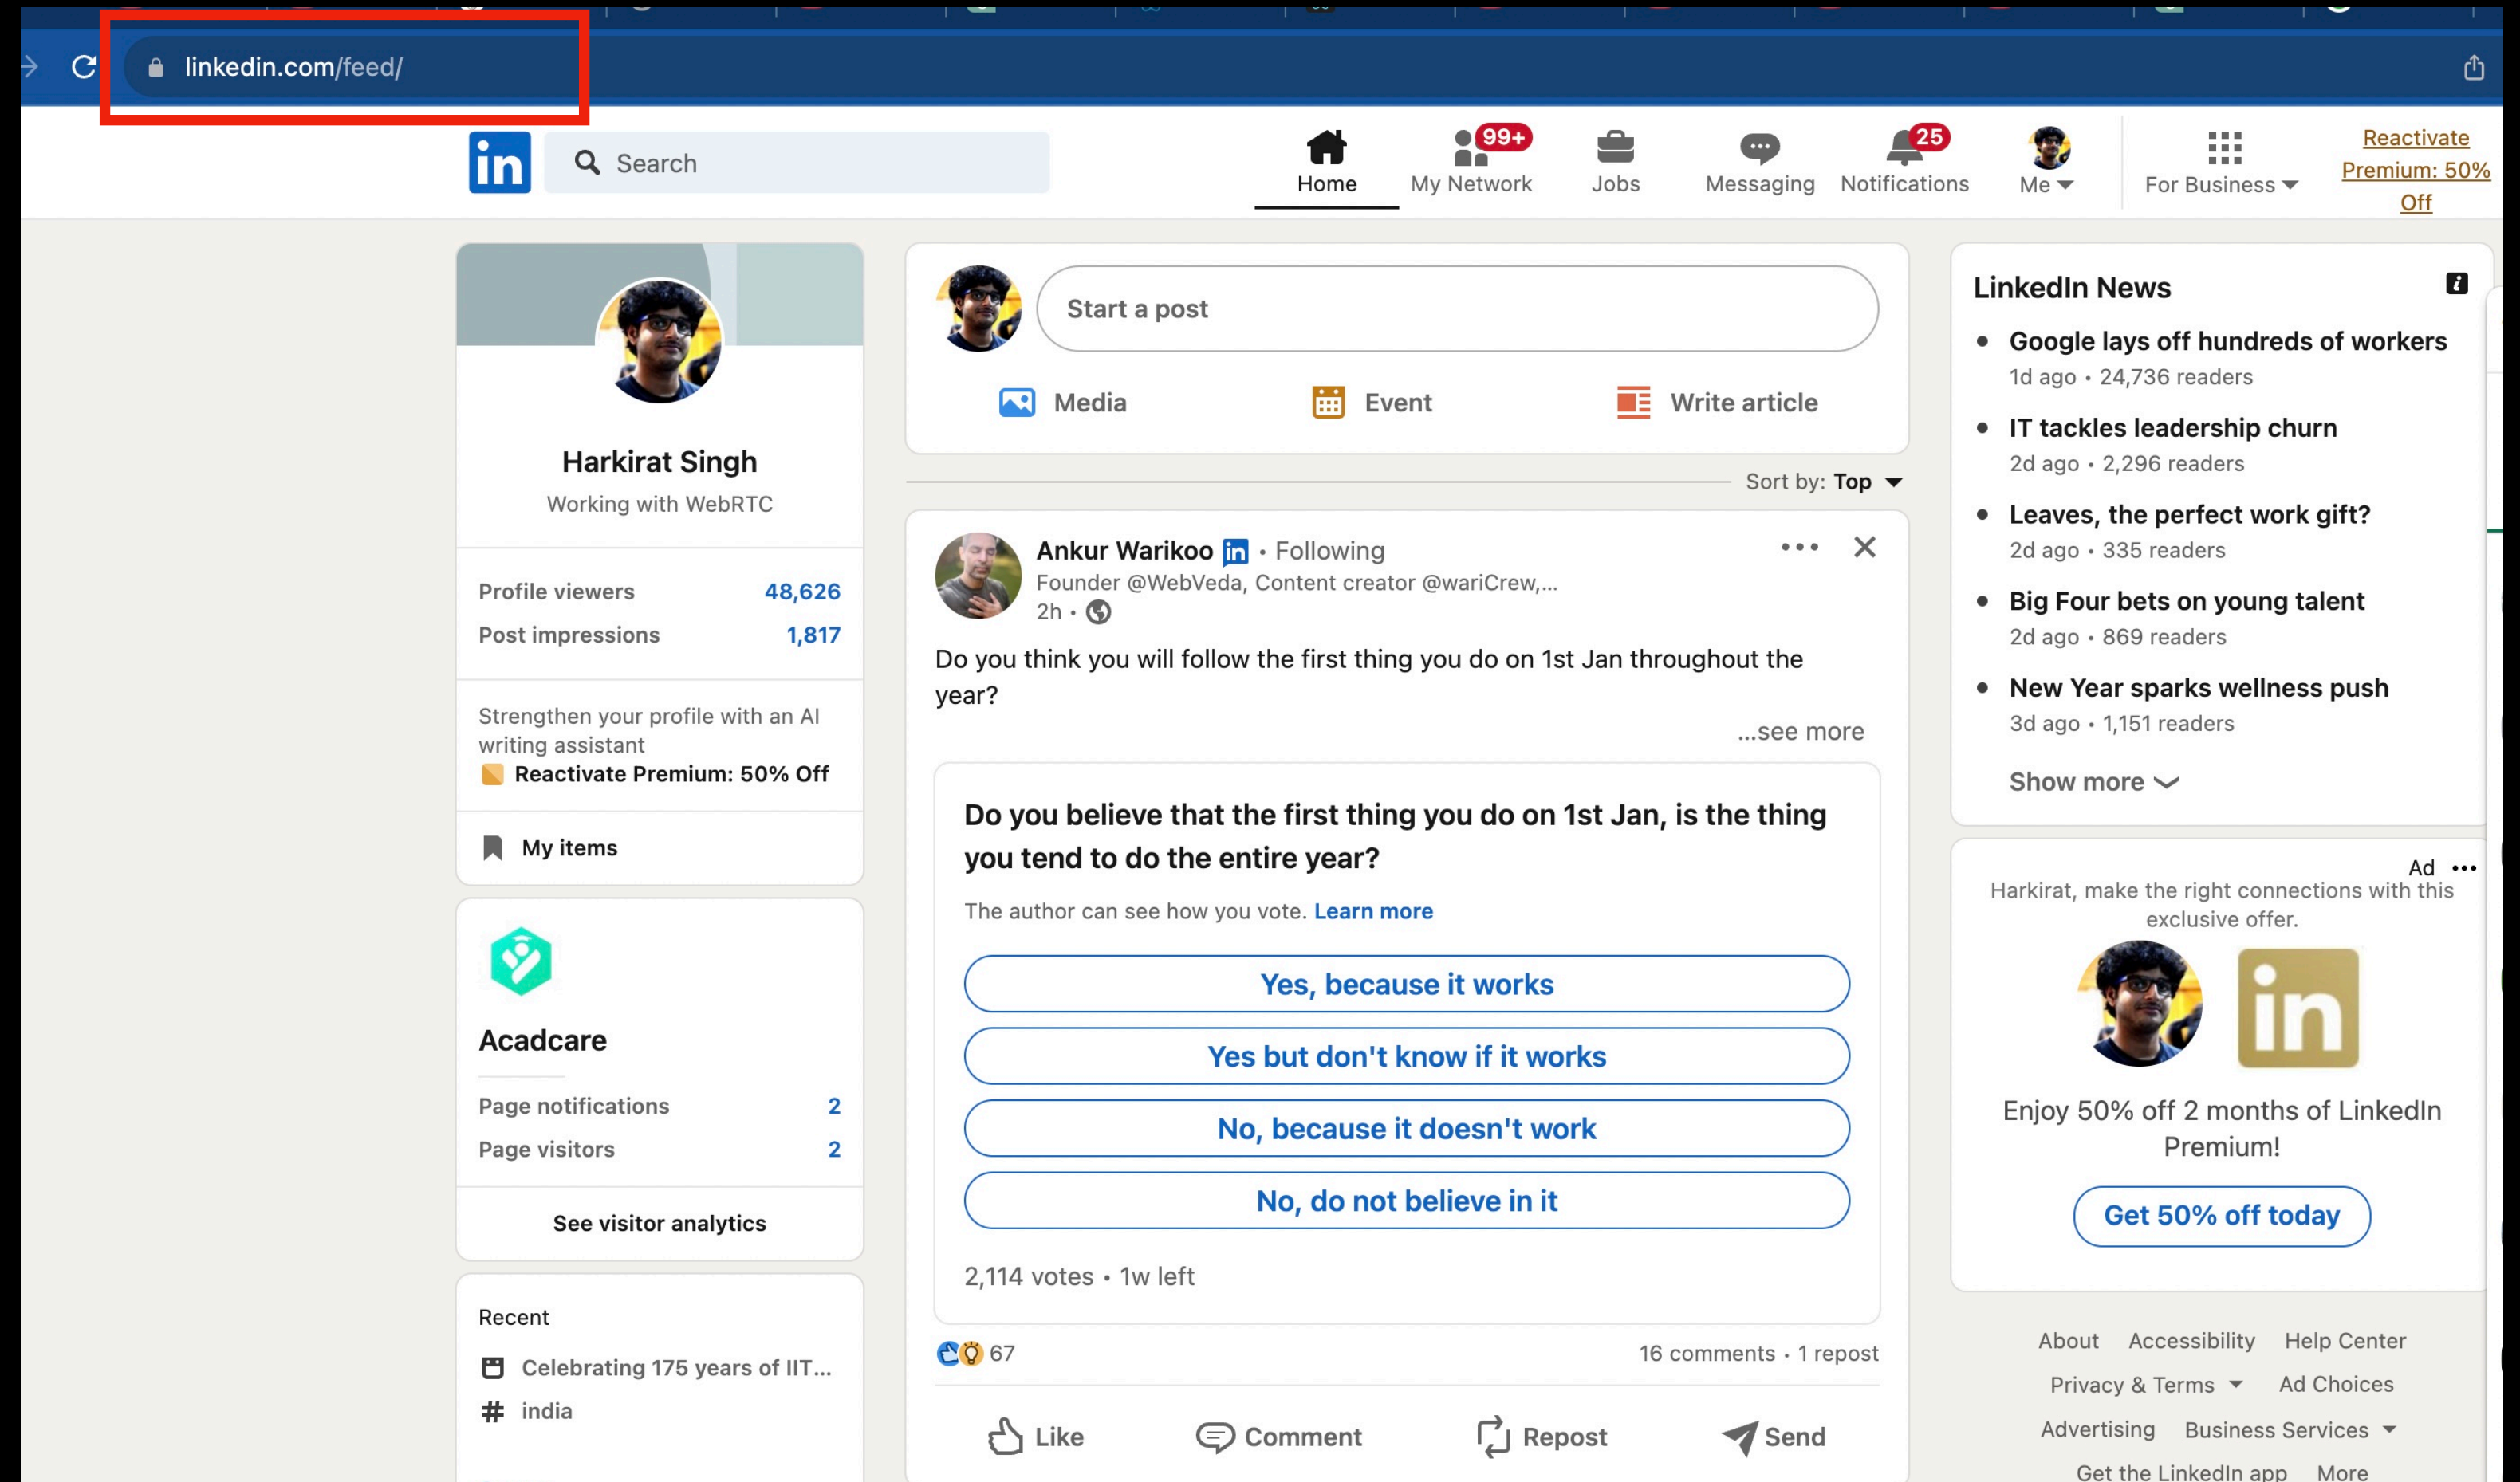 linkedin.com/feed/
in
Search
Home
99+
My Network
Jobs
Messaging
25
Notifications
Me
For Business
Reactivate
Premium: 50%
Off
Harkirat Singh
Working with WebRTC
Profile viewers 48,626
Post impressions 1,817
Strengthen your profile with an AI
writing assistant
Reactivate Premium: 50% Off
My items
Acadcare
Page notifications 2
Page visitors 2
See visitor analytics
Recent
Celebrating 175 years of IIT...
# india
Start a post
Media
Event
Write article
Sort by: Top
Ankur Warikoo in • Following
Founder @WebVeda, Content creator @wariCrew,...
2h •
Do you think you will follow the first thing you do on 1st Jan throughout the
year?
...see more
Do you believe that the first thing you do on 1st Jan, is the thing
you tend to do the entire year?
The author can see how you vote. Learn more
Yes, because it works
Yes but don't know if it works
No, because it doesn't work
No, do not believe in it
2,114 votes • 1w left
67
16 comments • 1 repost
Like
Comment
Repost
Send
LinkedIn News
Google lays off hundreds of workers
1d ago • 24,736 readers
IT tackles leadership churn
2d ago • 2,296 readers
Leaves, the perfect work gift?
2d ago • 335 readers
Big Four bets on young talent
2d ago • 869 readers
New Year sparks wellness push
3d ago • 1,151 readers
Show more
Ad •••
Harkirat, make the right connections with this
exclusive offer.
in
Enjoy 50% off 2 months of LinkedIn
Premium!
Get 50% off today
About Accessibility Help Center
Privacy & Terms Ad Choices
Advertising Business Services
Get the LinkedIn app More